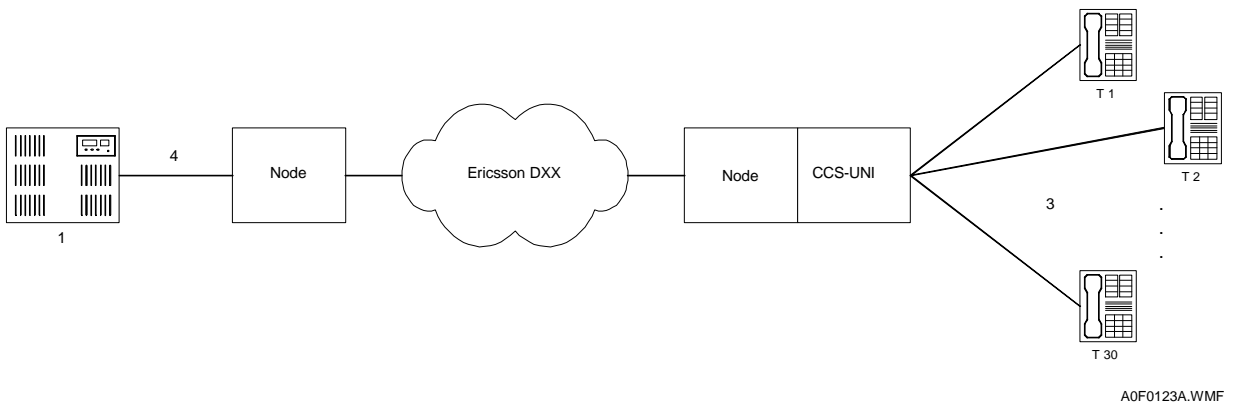 T 1
4
Node
Ericsson DXX
Node
CCS-UNI
T 2
3
1
.
.
.
T 30
A0F0123A.WMF